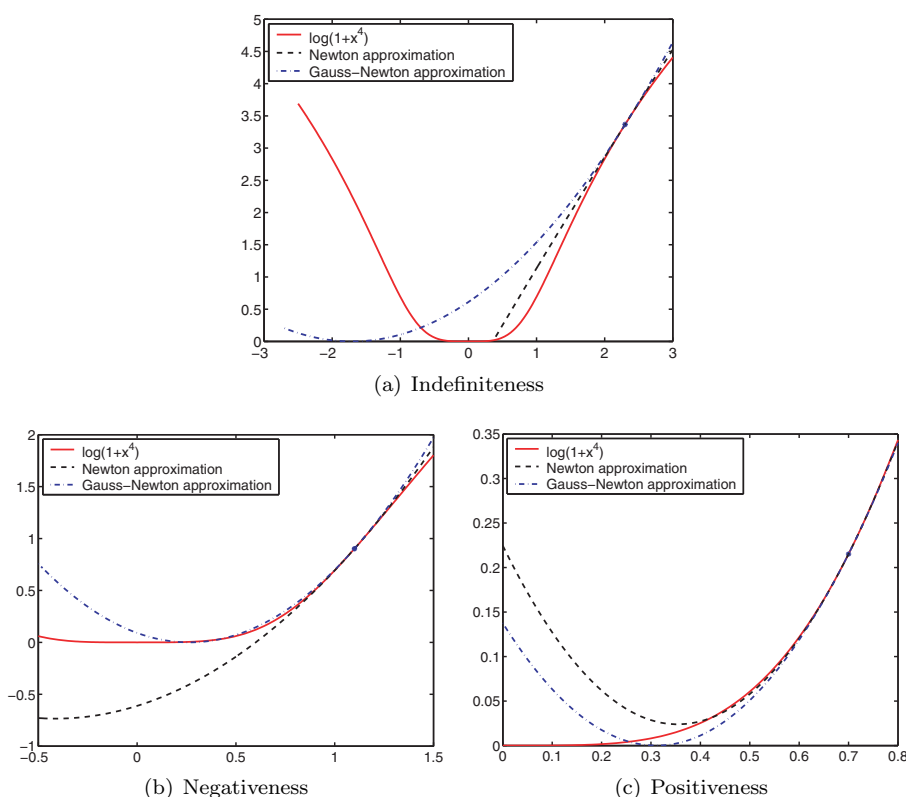 5
4.5
4
3.5
3
2.5
2
1.5
1
0.5
0
log(1+x⁴)
Newton approximation
Gauss−Newton approximation
−3 −2 −1 0 1 2 3
(a) Indefiniteness
2
1.5
1
0.5
0
−0.5
−1
log(1+x⁴)
Newton approximation
Gauss−Newton approximation
−0.5 0 0.5 1 1.5
(b) Negativeness
0.35
0.3
0.25
0.2
0.15
0.1
0.05
0
log(1+x⁴)
Newton approximation
Gauss−Newton approximation
0 0.1 0.2 0.3 0.4 0.5 0.6 0.7 0.8
(c) Positiveness